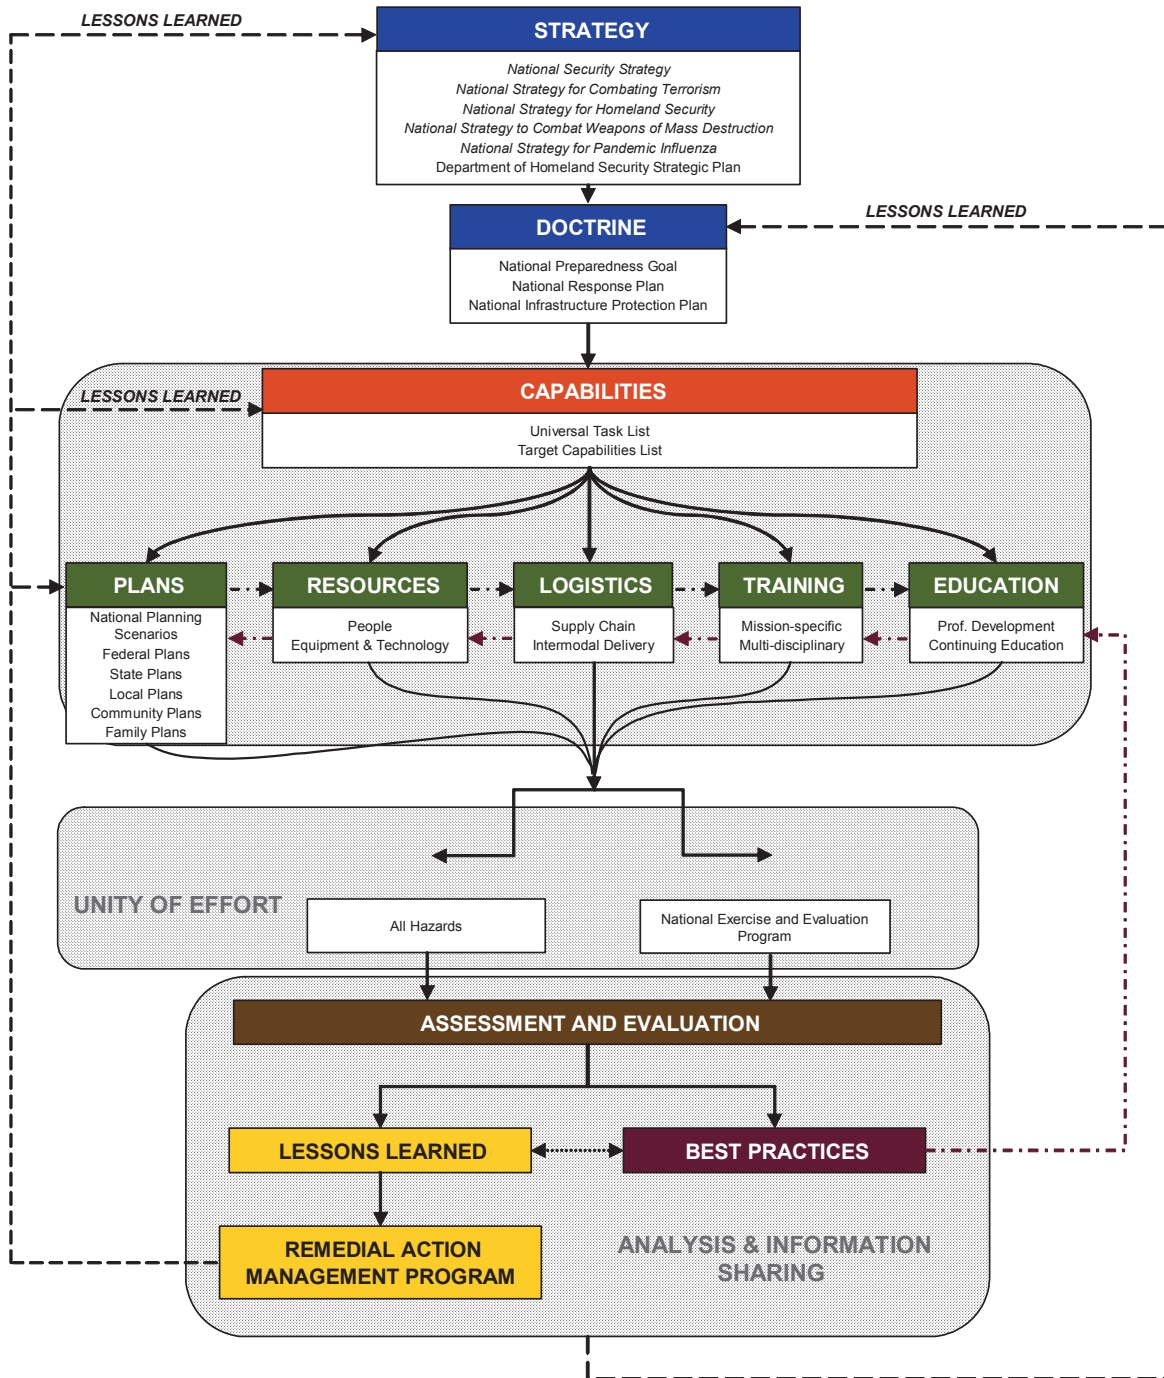 LESSONS LEARNED
STRATEGY
National Security Strategy
National Strategy for Combating Terrorism
National Strategy for Homeland Security
National Strategy to Combat Weapons of Mass Destruction
National Strategy for Pandemic Influenza
Department of Homeland Security Strategic Plan
LESSONS LEARNED
DOCTRINE
National Preparedness Goal
National Response Plan
National Infrastructure Protection Plan
LESSONS LEARNED
CAPABILITIES
Universal Task List
Target Capabilities List
PLANS
National Planning
Scenarios
Federal Plans
State Plans
Local Plans
Community Plans
Family Plans
RESOURCES
People
Equipment & Technology
LOGISTICS
Supply Chain
Intermodal Delivery
TRAINING
Mission-specific
Multi-disciplinary
EDUCATION
Prof. Development
Continuing Education
UNITY OF EFFORT
All Hazards
National Exercise and Evaluation
Program
ASSESSMENT AND EVALUATION
LESSONS LEARNED
BEST PRACTICES
REMEDIAL ACTION
MANAGEMENT PROGRAM
ANALYSIS & INFORMATION
SHARING